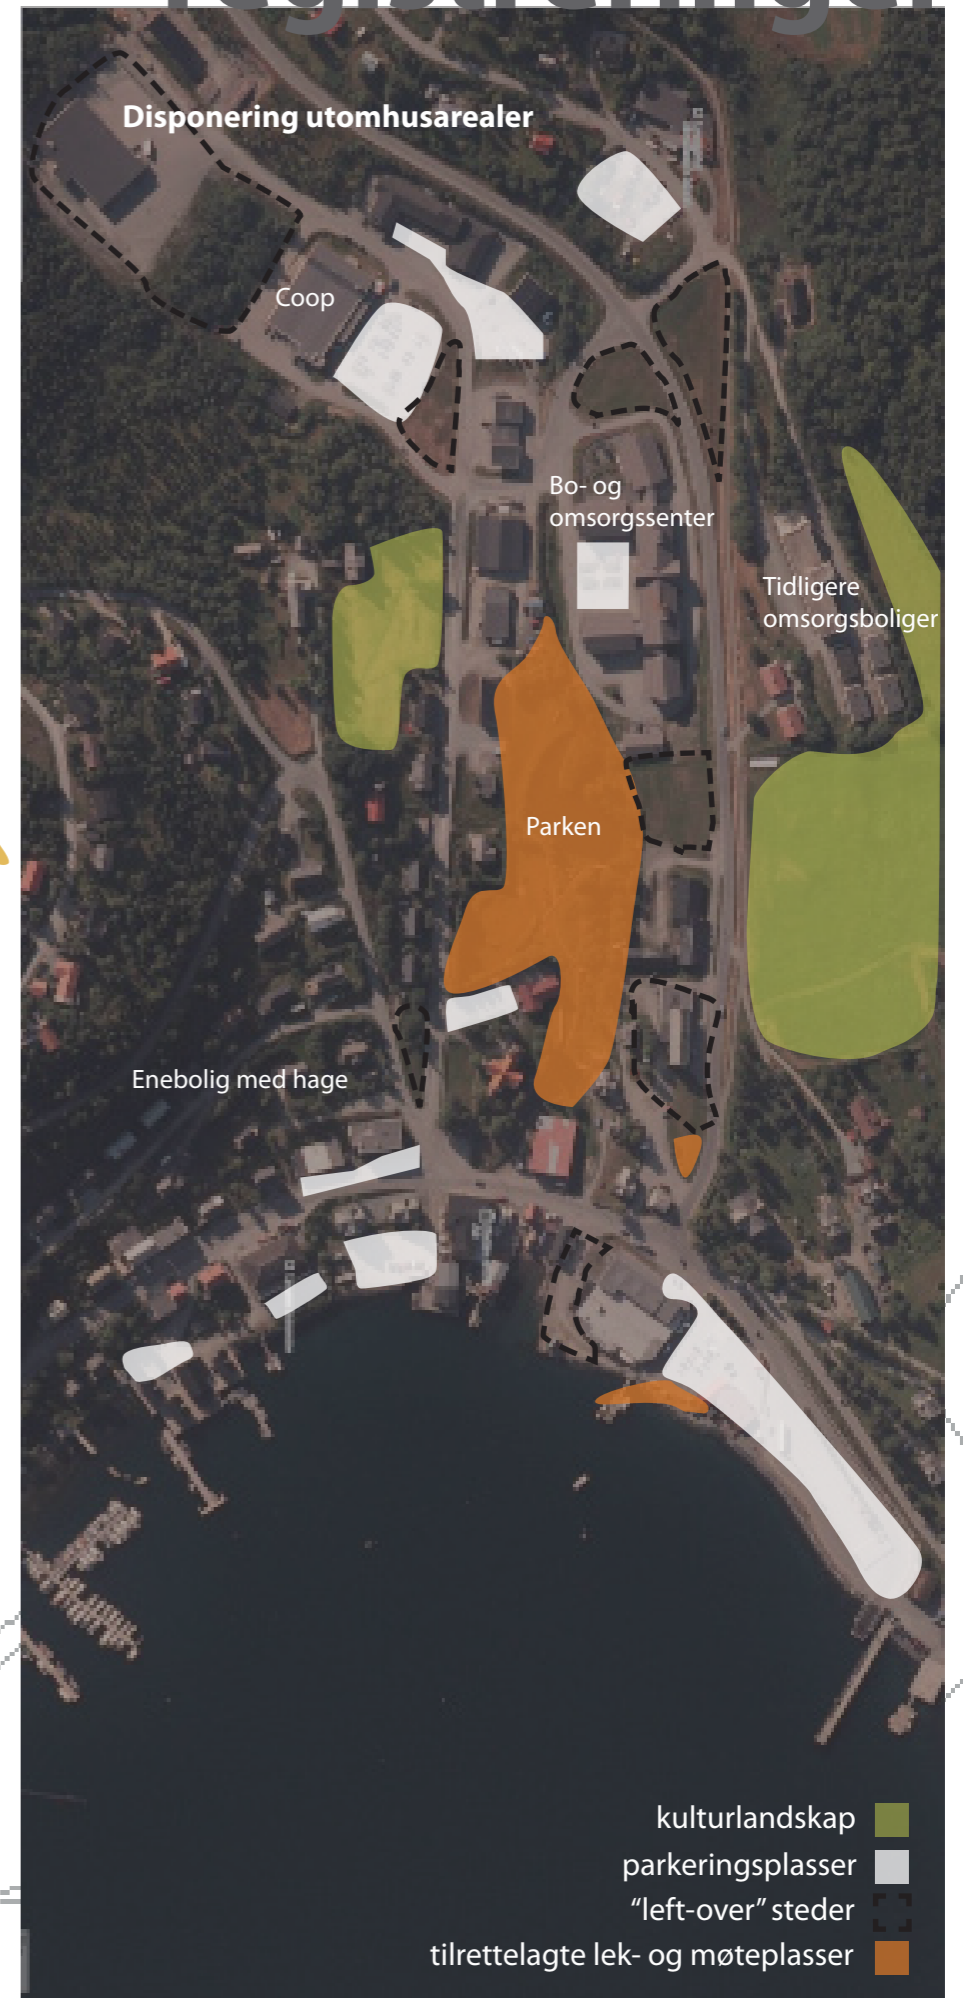 registreringer
Disponering utomhusarealer
Coop
Bo- og
omsorgssenter
Tidligere
omsorgsboliger
Parken
Enebolig med hage
kulturlandskap
parkeringsplasser
“left-over” steder
tilrettelagte lek- og møteplasser